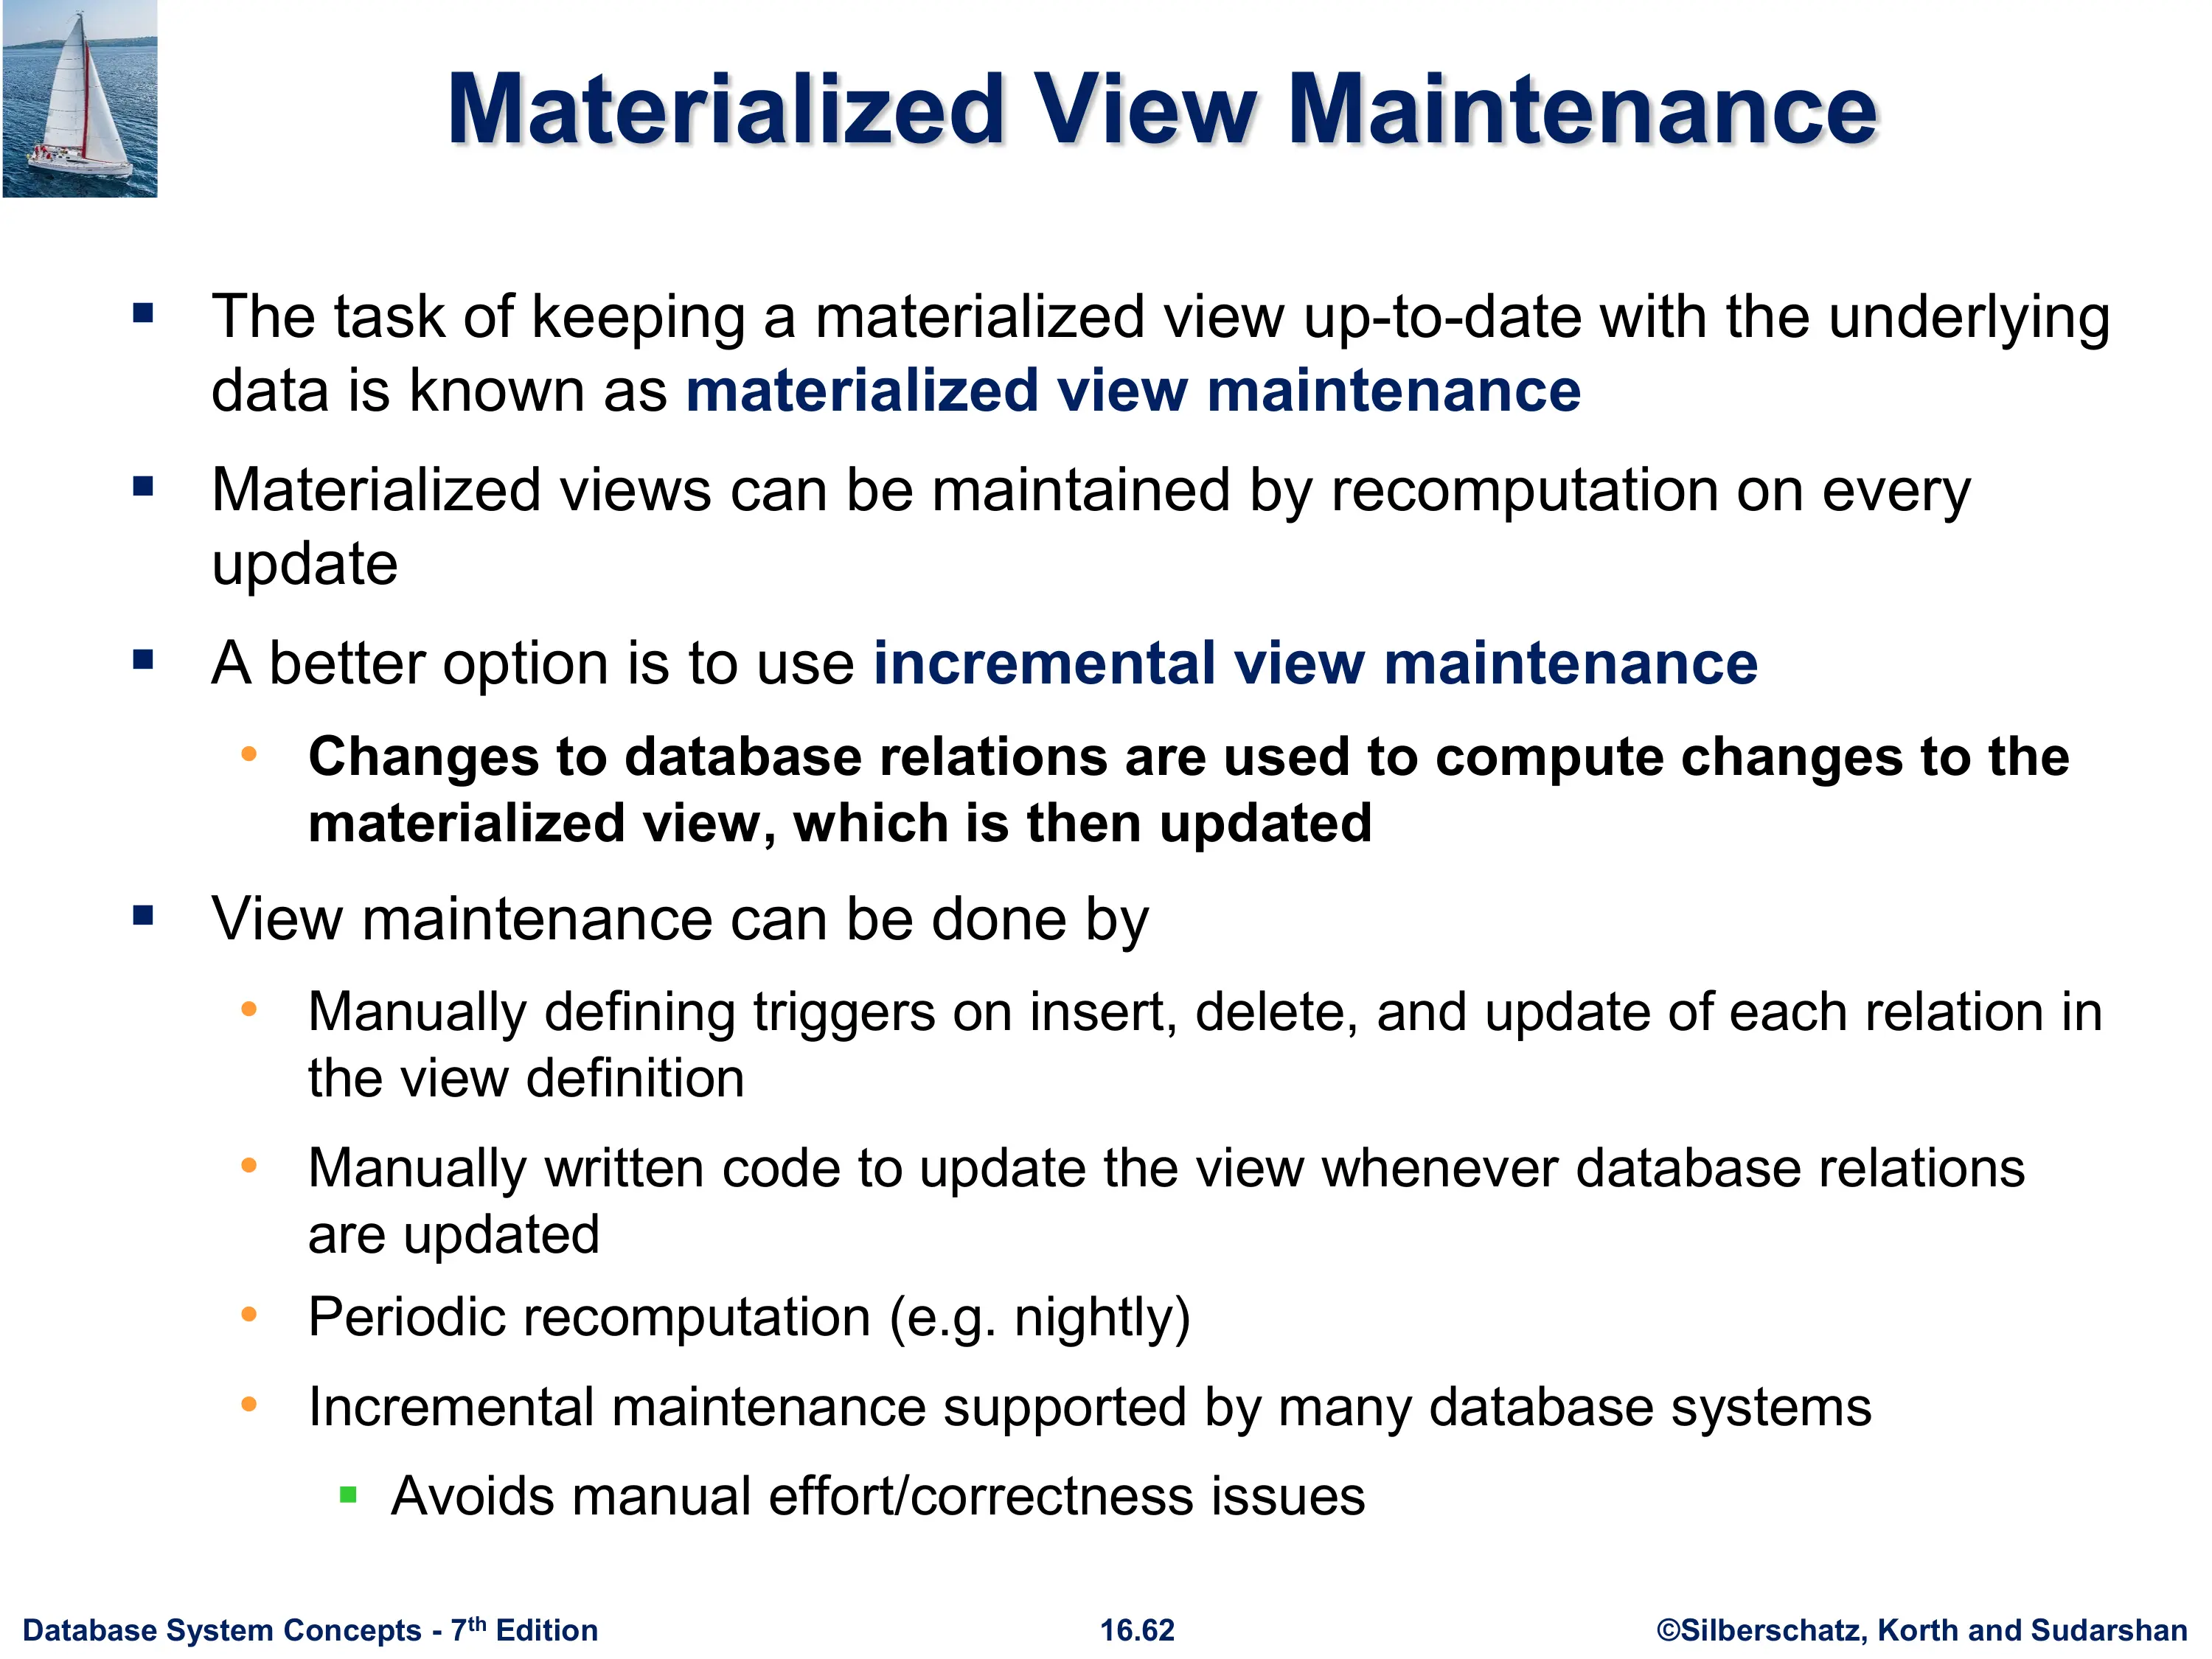 Materialized View Maintenance
▪ The task of keeping a materialized view up-to-date with the underlying
data is known as materialized view maintenance
▪ Materialized views can be maintained by recomputation on every
update
▪ A better option is to use incremental view maintenance
• Changes to database relations are used to compute changes to the
materialized view, which is then updated
▪ View maintenance can be done by
• Manually defining triggers on insert, delete, and update of each relation in
the view definition
• Manually written code to update the view whenever database relations
are updated
• Periodic recomputation (e.g. nightly)
• Incremental maintenance supported by many database systems
▪ Avoids manual effort/correctness issues
Database System Concepts - 7th Edition
16.62
©Silberschatz, Korth and Sudarshan